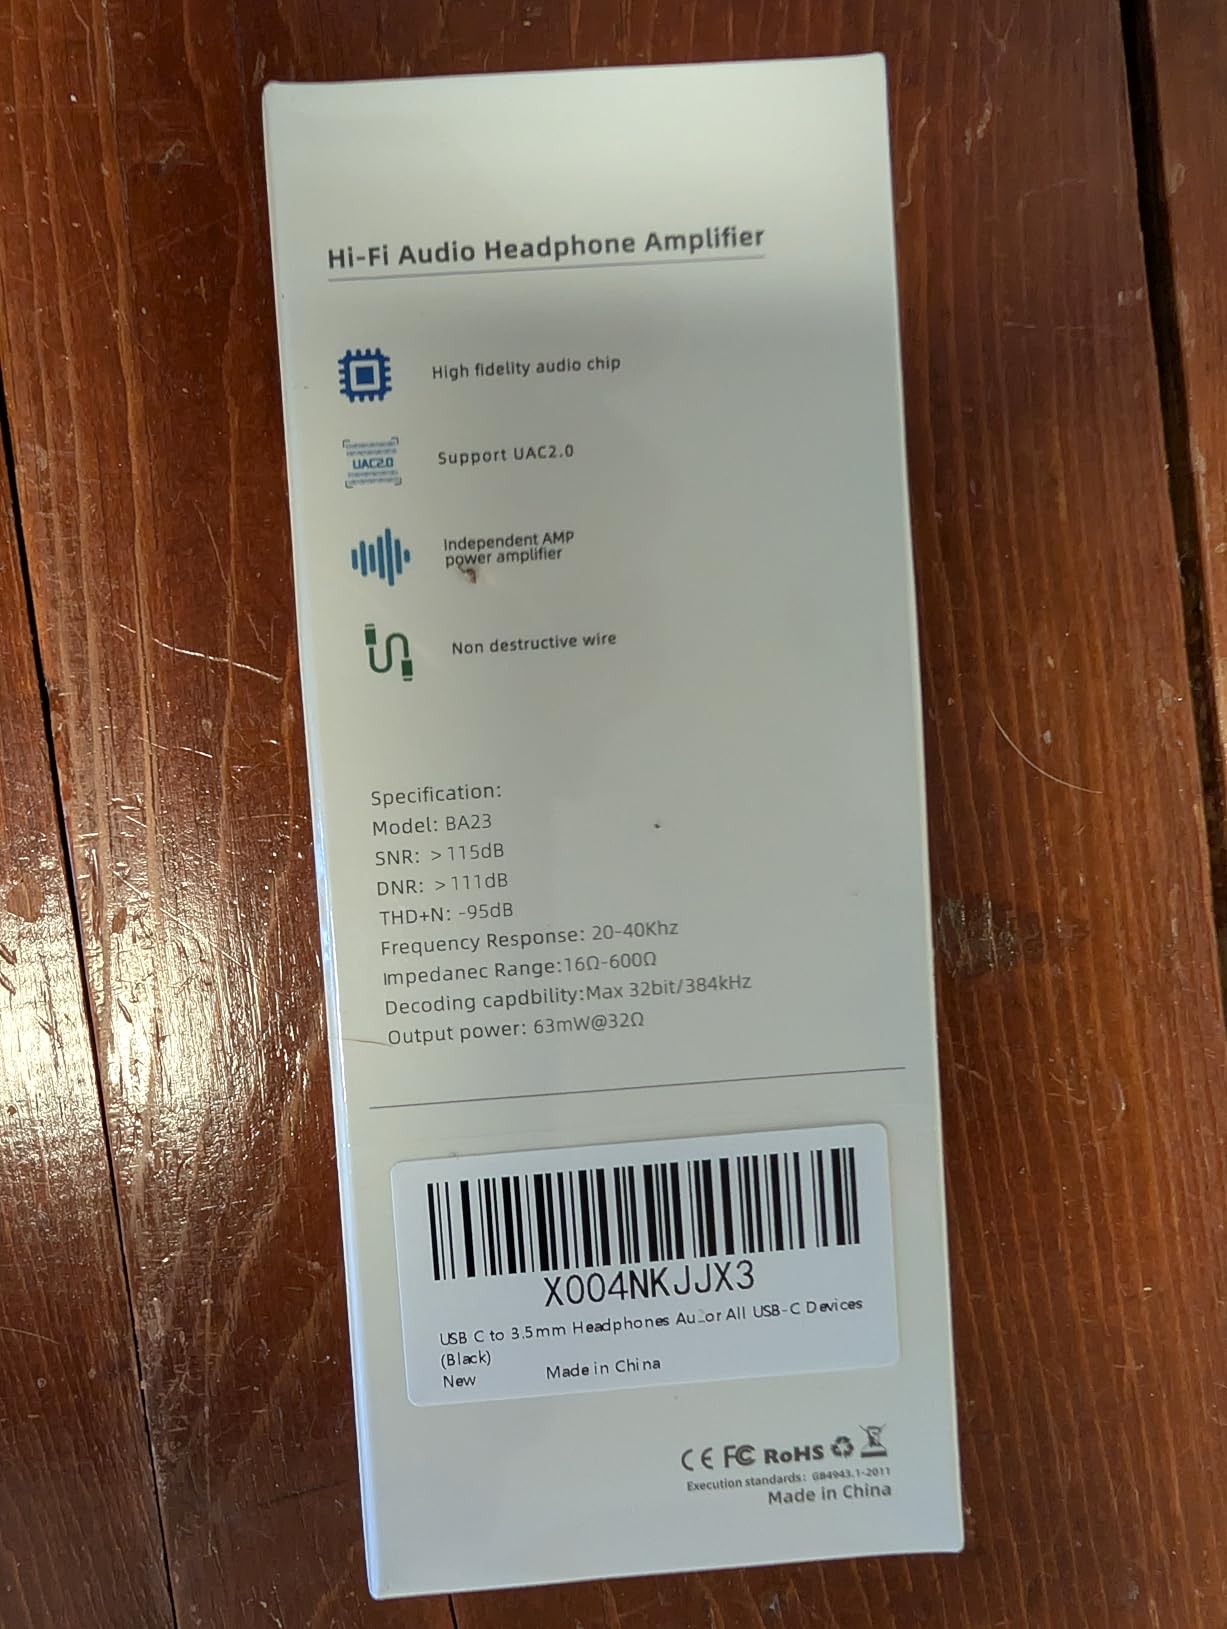 Hi-Fi Audio Headphone Amplifier
High fidelity audio chip
UAC2.0
Support UAC2.0
Independent AMP
power amplifier
Non destructive wire
Specification:
Model: BA23
SNR: >115dB
DNR: >111dB
THD+N: -95dB
Frequency Response: 20-40Khz
Impedanec Range:16Ω-600Ω
Decoding capdbility:Max 32bit/384kHz
Output power: 63mW@32Ω
X004NKJJX3
USB C to 3.5mm Headphones Au...or All USB-C Devices
(Black)
New Made in China
CE FC RoHS
Execution standards: GB4943.1-2011
Made in China